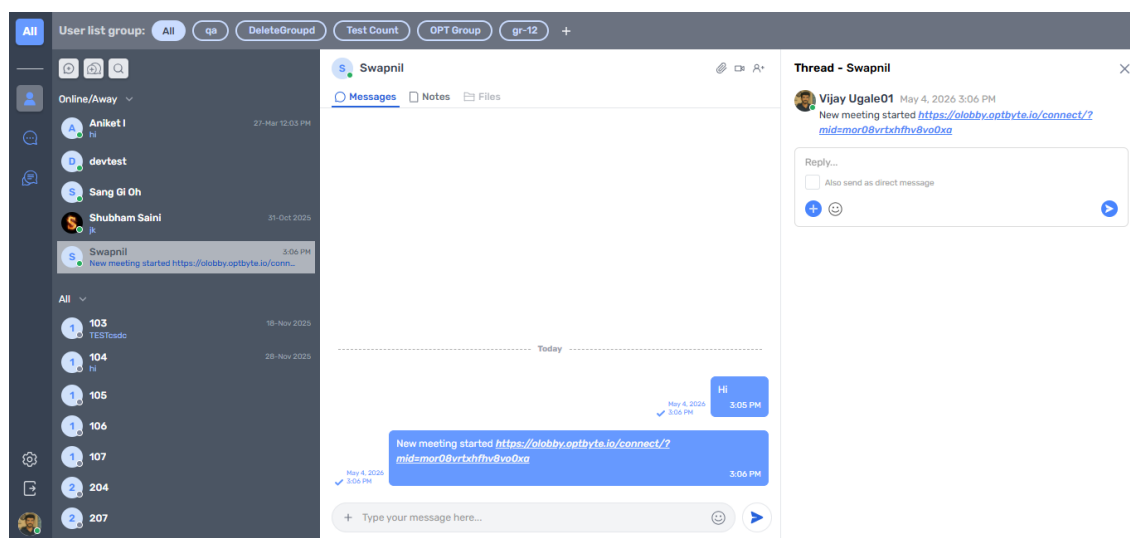 All
User list group: All qa DeleteGroupd Test Count OPT Group gr-12 +
Online/Away
A
Aniket I
27-Mar 12:03 PM
hi
D
devtest
S
Sang Gi Oh
Shubham Saini
31-Oct 2025
jk
S
Swapnil
3:06 PM
New meeting started https://olobby.optbyte.io/conn...
All
1
103
18-Nov 2025
TESTcsdc
1
104
28-Nov 2025
hi
1
105
1
106
1
107
2
204
2
207
S
Swapnil
Messages Notes Files
Today
Hi
3:05 PM
May 4, 2026
3:06 PM
New meeting started https://olobby.optbyte.io/connect/?
mid=mor08vrtxhfhv8vo0xa
3:06 PM
May 4, 2026
3:06 PM
+ Type your message here...
Thread - Swapnil
Vijay Ugale01 May 4, 2026 3:06 PM
New meeting started https://olobby.optbyte.io/connect/?
mid=mor08vrtxhfhv8vo0xa
Reply...
Also send as direct message